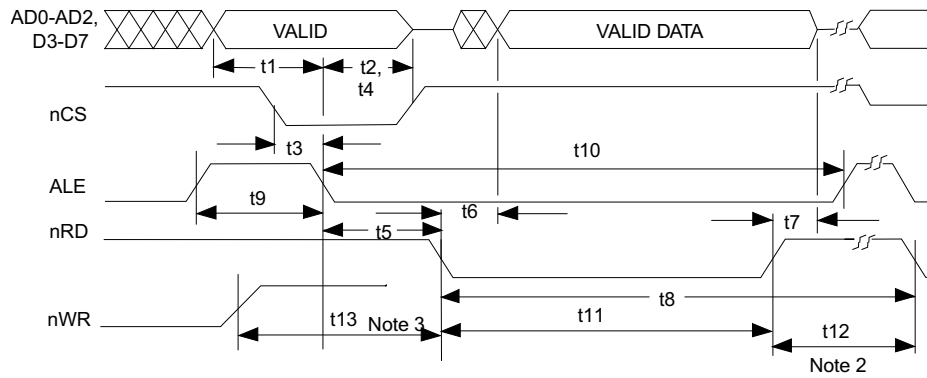 AD0-AD2,
D3-D7
VALID
VALID DATA
t1
t2,
t4
nCS
t3
t10
ALE
t9
t6
t7
t5
nRD
t8
nWR
t13
Note 3
t11
t12
Note 2